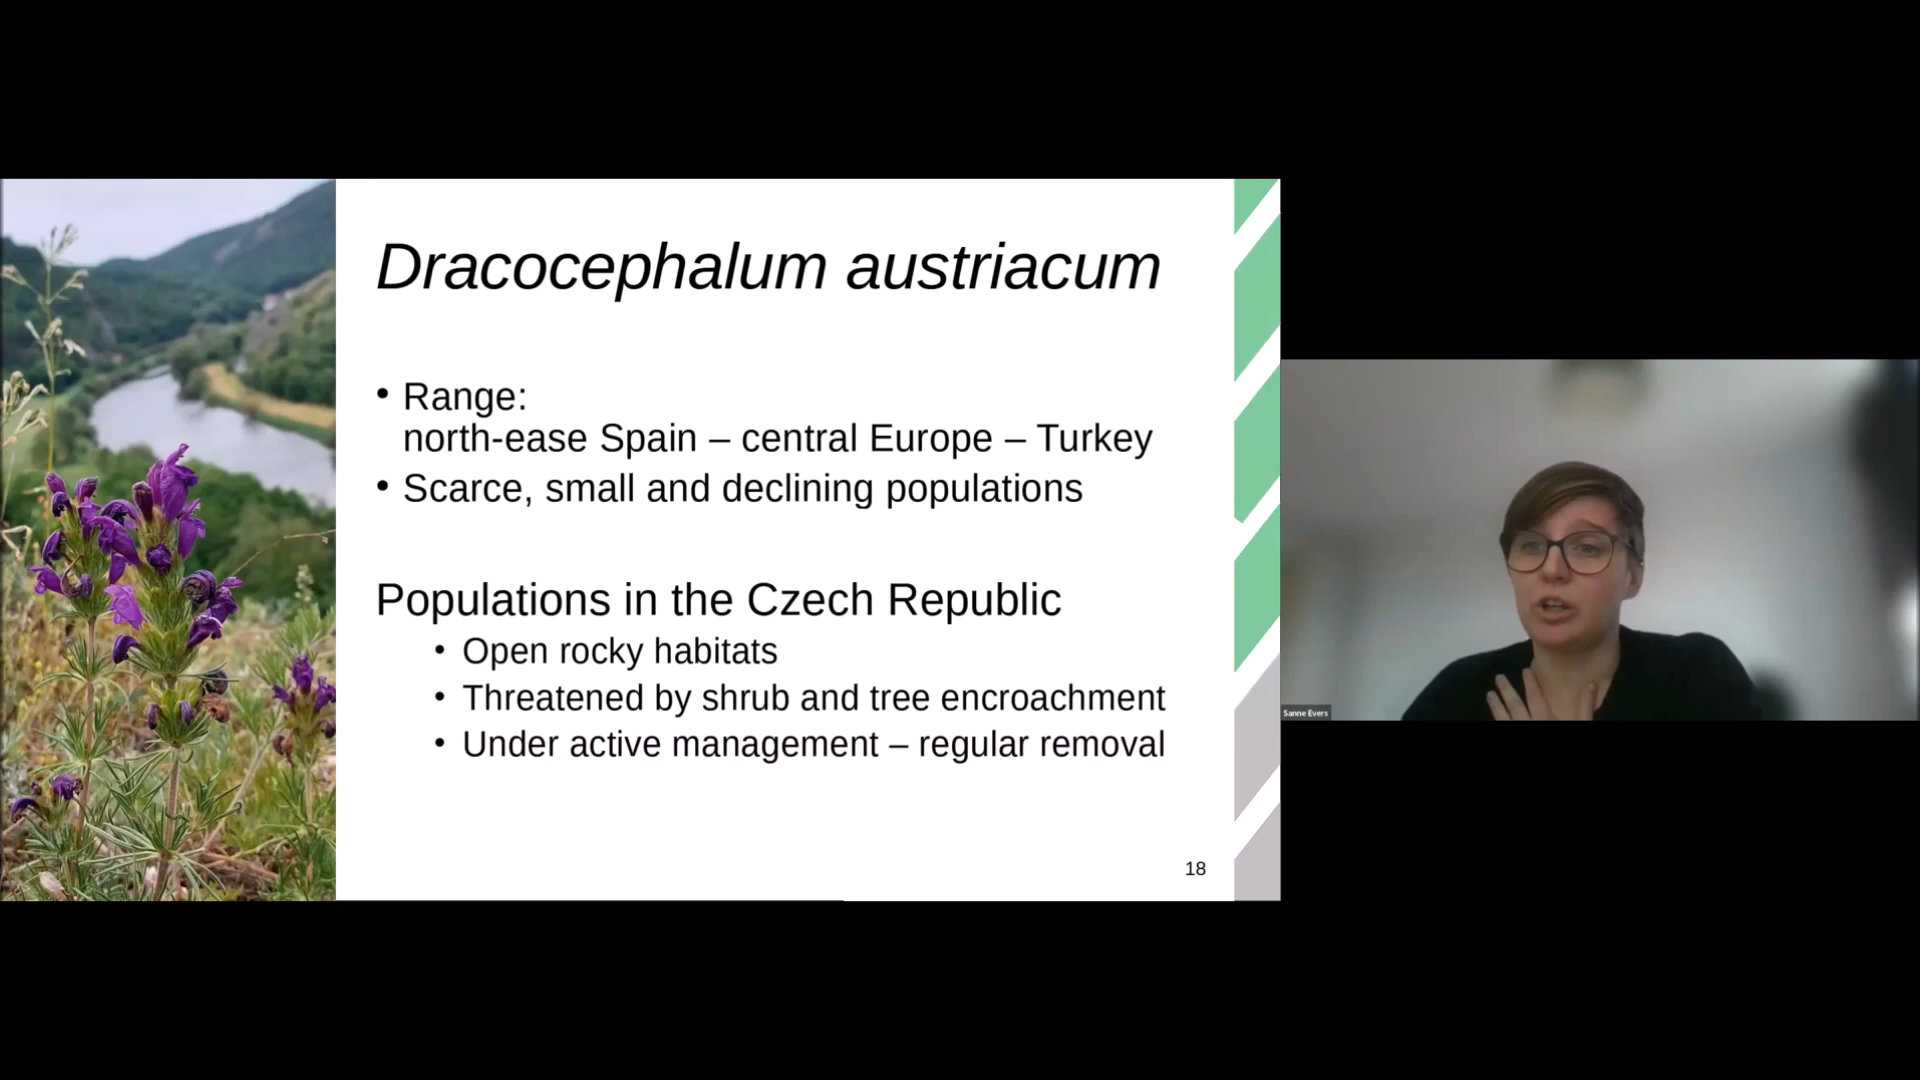 Dracocephalum austriacum
• Range:
north-ease Spain – central Europe – Turkey
• Scarce, small and declining populations
Populations in the Czech Republic
• Open rocky habitats
• Threatened by shrub and tree encroachment
• Under active management – regular removal
18
Sanne Evers